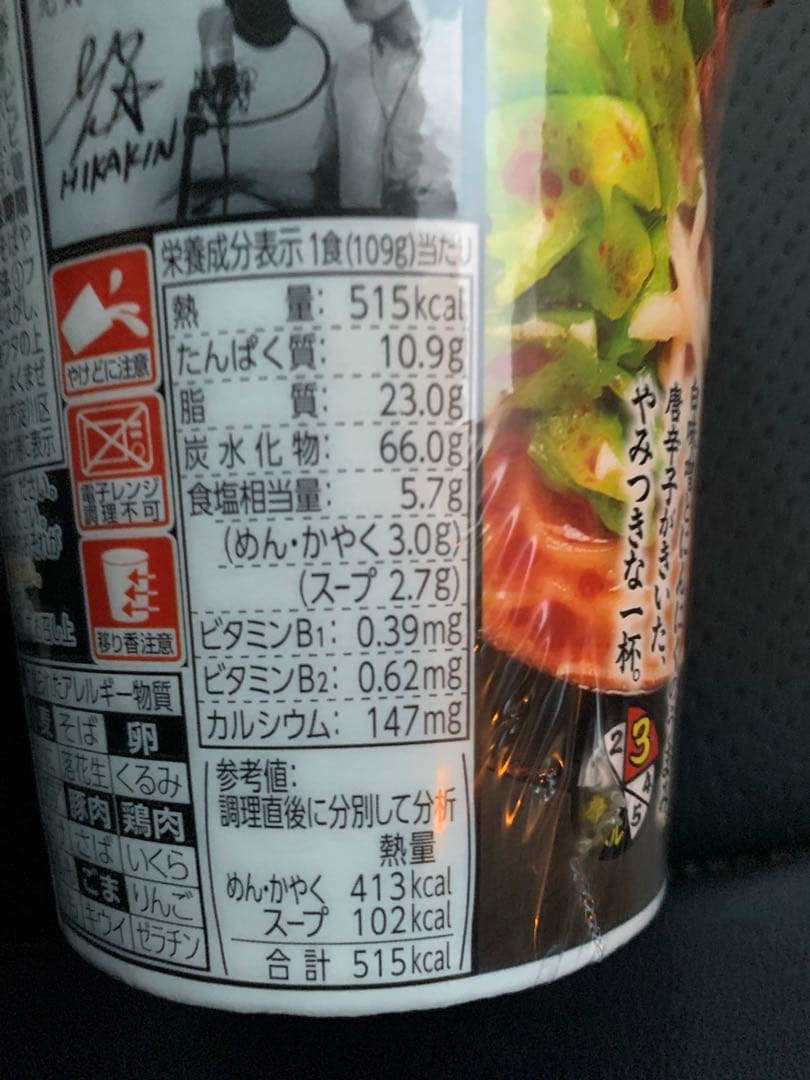 元気
HIKAKIN
栄養成分表示 1食(109g)当たり
熱量: 515kcal
たんぱく質: 10.9g
脂質: 23.0g
炭水化物: 66.0g
食塩相当量: 5.7g
(めん・かやく 3.0g)
(スープ 2.7g)
ビタミンB1: 0.39mg
ビタミンB2: 0.62mg
カルシウム: 147mg
参考値:
調理直後に分別して分析
熱量
めん・かやく 413kcal
スープ 102kcal
合計 515kcal
やけどに注意
電子レンジ
調理不可
移り香注意
れたアレルギー物質
そば 卵
落花生 くるみ
豚肉 鶏肉
さば いくら
ごま りんご
キウイ ゼラチン
唐辛子がきいた、
やみつきな一杯。
2 3 4 5